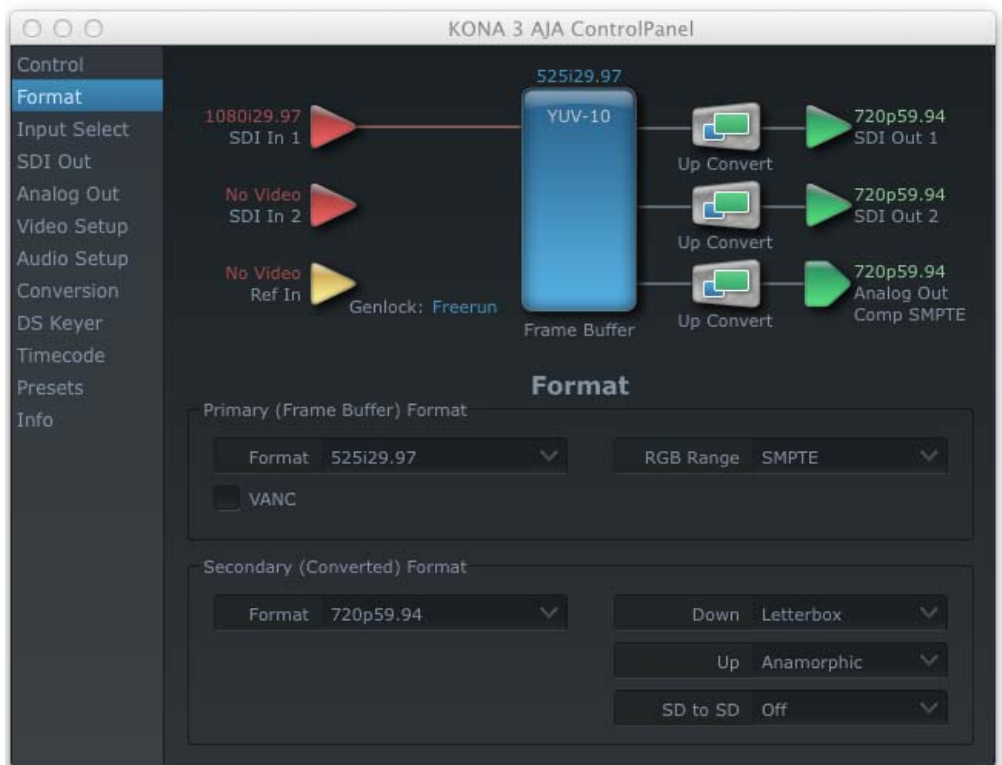 KONA 3 AJA ControlPanel
Control
Format
Input Select
SDI Out
Analog Out
Video Setup
Audio Setup
Conversion
DS Keyer
Timecode
Presets
Info
525i29.97
YUV-10
Frame Buffer
1080i29.97
SDI In 1
No Video
SDI In 2
No Video
Ref In
Genlock: Freerun
Up Convert
720p59.94
SDI Out 1
Up Convert
720p59.94
SDI Out 2
Up Convert
720p59.94
Analog Out
Comp SMPTE
Format
Primary (Frame Buffer) Format
Format 525i29.97
RGB Range SMPTE
VANC
Secondary (Converted) Format
Format 720p59.94
Down Letterbox
Up Anamorphic
SD to SD Off